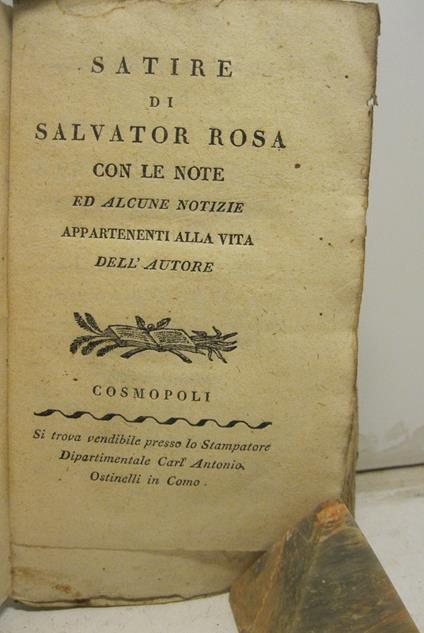 SATIRE
DI
SALVATOR ROSA
CON LE NOTE
ED ALCUNE NOTIZIE
APPARTENENTI ALLA VITA
DELL' AUTORE
COSMOPOLI
Si trova vendibile presso lo Stampatore
Dipartimentale Carl' Antonio
Ostinelli in Como.